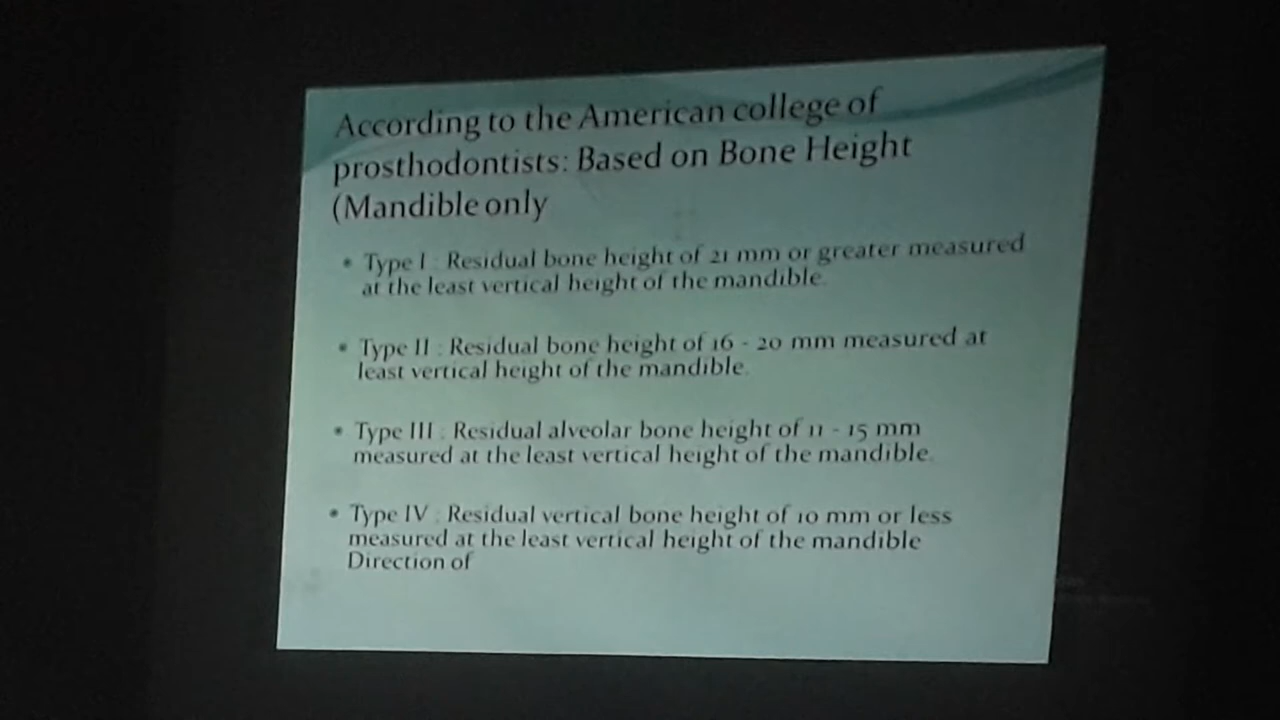 According to the American college of
prosthodontists: Based on Bone Height
(Mandible only
• Type I : Residual bone height of 21 mm or greater measured
at the least vertical height of the mandible.
• Type II : Residual bone height of 16 - 20 mm measured at
least vertical height of the mandible.
• Type III : Residual alveolar bone height of 11 - 15 mm
measured at the least vertical height of the mandible.
• Type IV : Residual vertical bone height of 10 mm or less
measured at the least vertical height of the mandible
Direction of